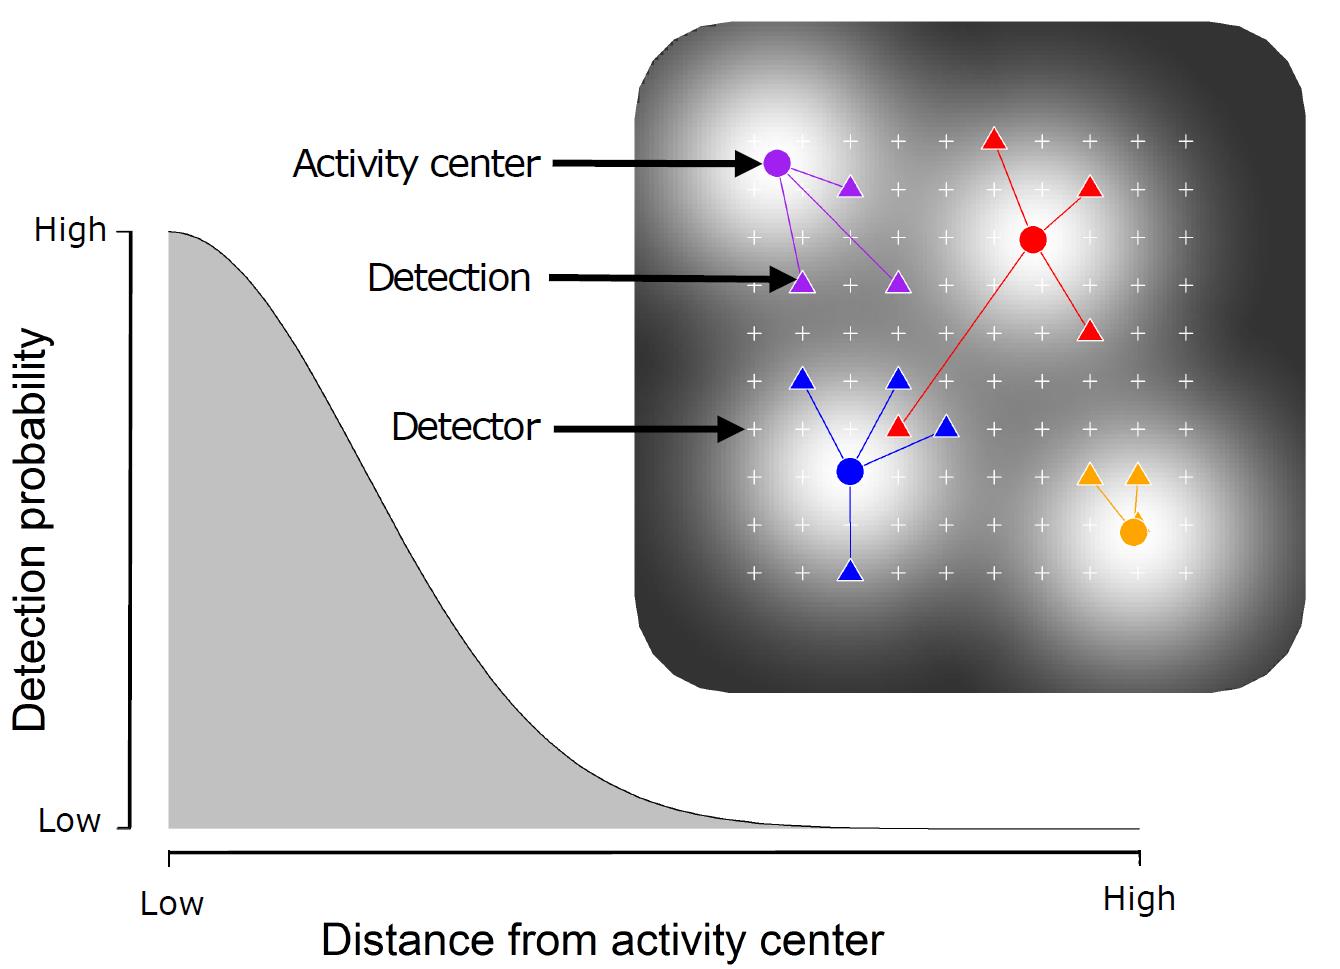 Activity center
High
Detection
Detection probability
Detector
Low
Low
High
Distance from activity center